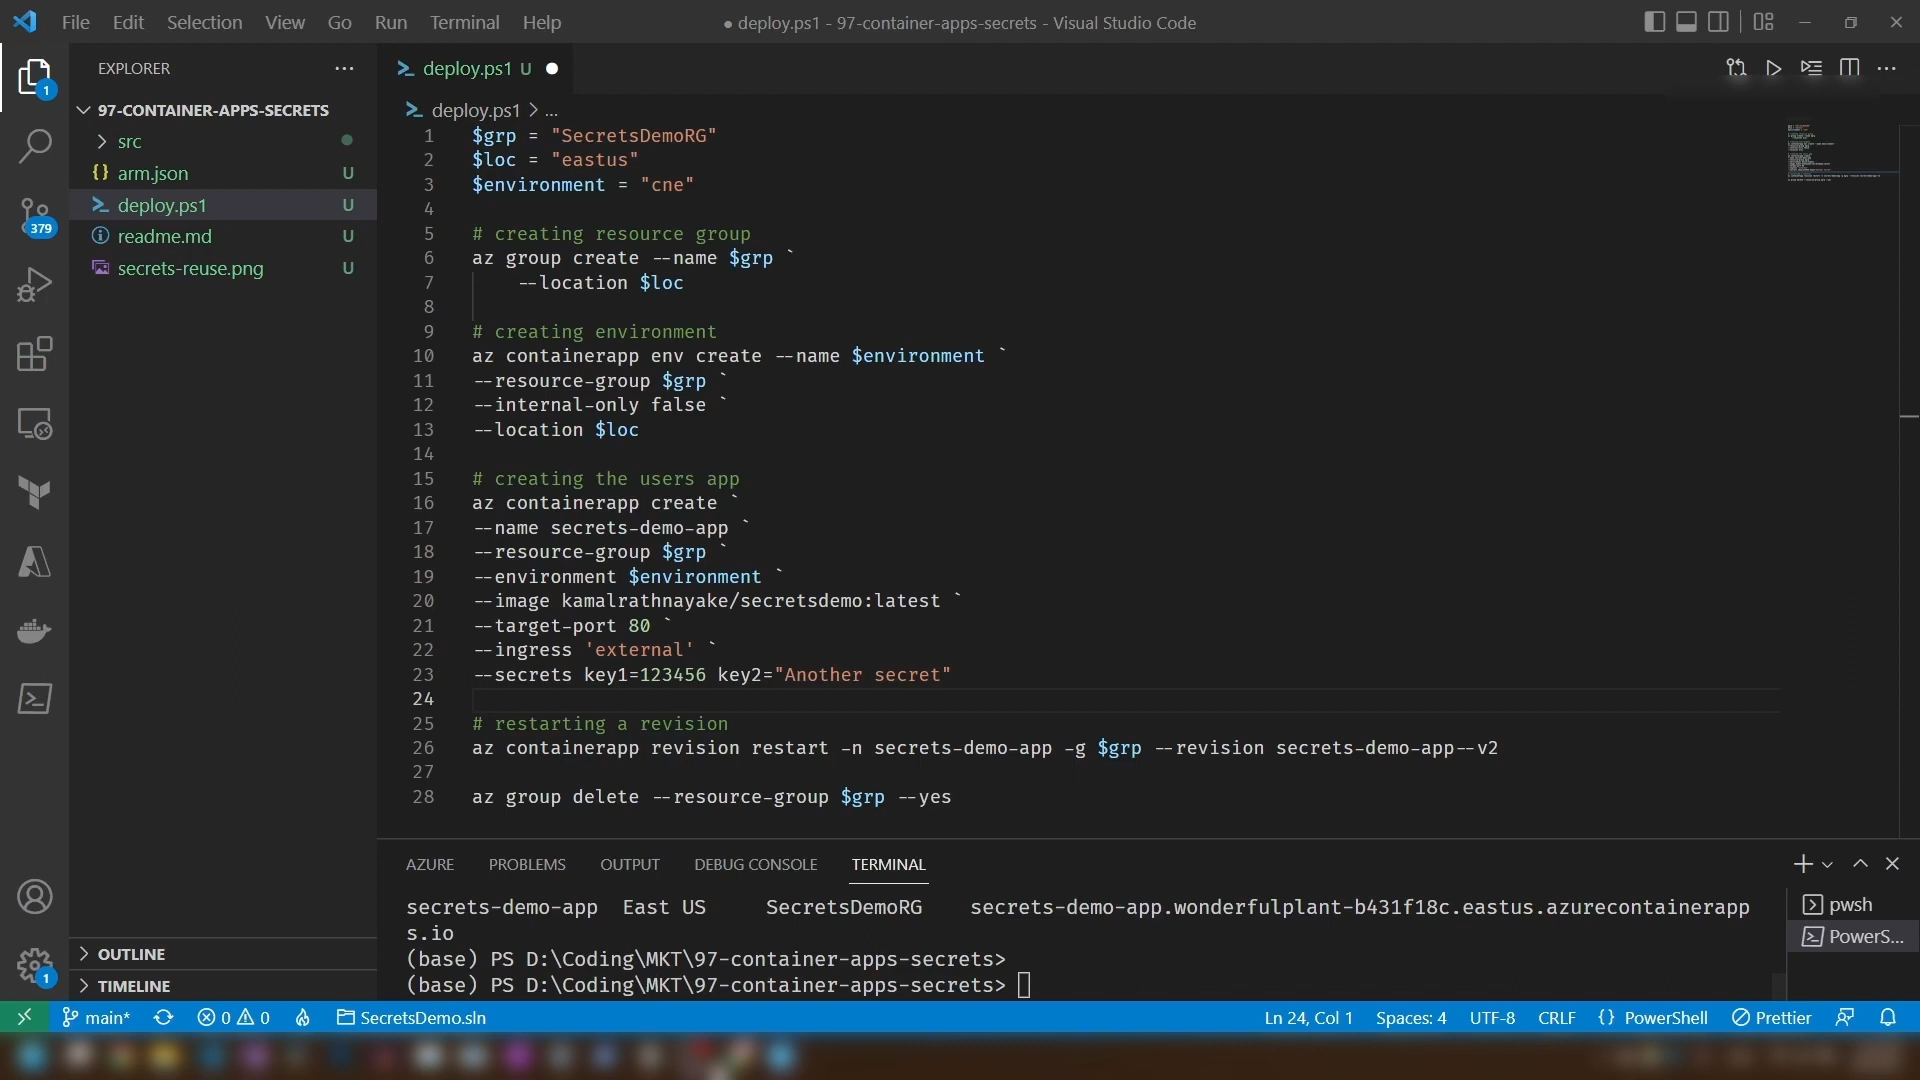 File Edit Selection View Go Run Terminal Help
● deploy.ps1 - 97-container-apps-secrets - Visual Studio Code
EXPLORER
97-CONTAINER-APPS-SECRETS
src
arm.json U
deploy.ps1 U
readme.md U
secrets-reuse.png U
OUTLINE
TIMELINE
1
379
1
deploy.ps1 U
deploy.ps1 > ...
1 $grp = "SecretsDemoRG"
2 $loc = "eastus"
3 $environment = "cne"
4
5 # creating resource group
6 az group create --name $grp `
7     --location $loc
8
9 # creating environment
10 az containerapp env create --name $environment `
11 --resource-group $grp `
12 --internal-only false `
13 --location $loc
14
15 # creating the users app
16 az containerapp create `
17 --name secrets-demo-app `
18 --resource-group $grp `
19 --environment $environment `
20 --image kamalrathnayake/secretsdemo:latest `
21 --target-port 80 `
22 --ingress 'external' `
23 --secrets key1=123456 key2="Another secret"
24
25 # restarting a revision
26 az containerapp revision restart -n secrets-demo-app -g $grp --revision secrets-demo-app--v2
27
28 az group delete --resource-group $grp --yes
AZURE PROBLEMS OUTPUT DEBUG CONSOLE TERMINAL
secrets-demo-app East US SecretsDemoRG secrets-demo-app.wonderfulplant-b431f18c.eastus.azurecontainerapp
s.io
(base) PS D:\Coding\MKT\97-container-apps-secrets>
(base) PS D:\Coding\MKT\97-container-apps-secrets>
pwsh
PowerS...
main* 0 0 SecretsDemo.sln Ln 24, Col 1 Spaces: 4 UTF-8 CRLF {} PowerShell Prettier